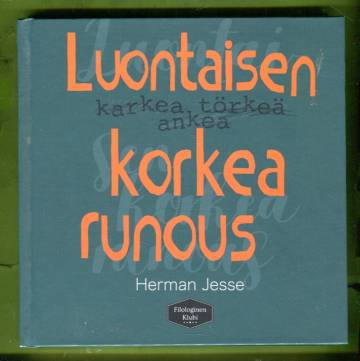 Luontaisen
karkea, törkeä
ankea
korkea
runous
Herman Jesse
Filologinen
Klubi